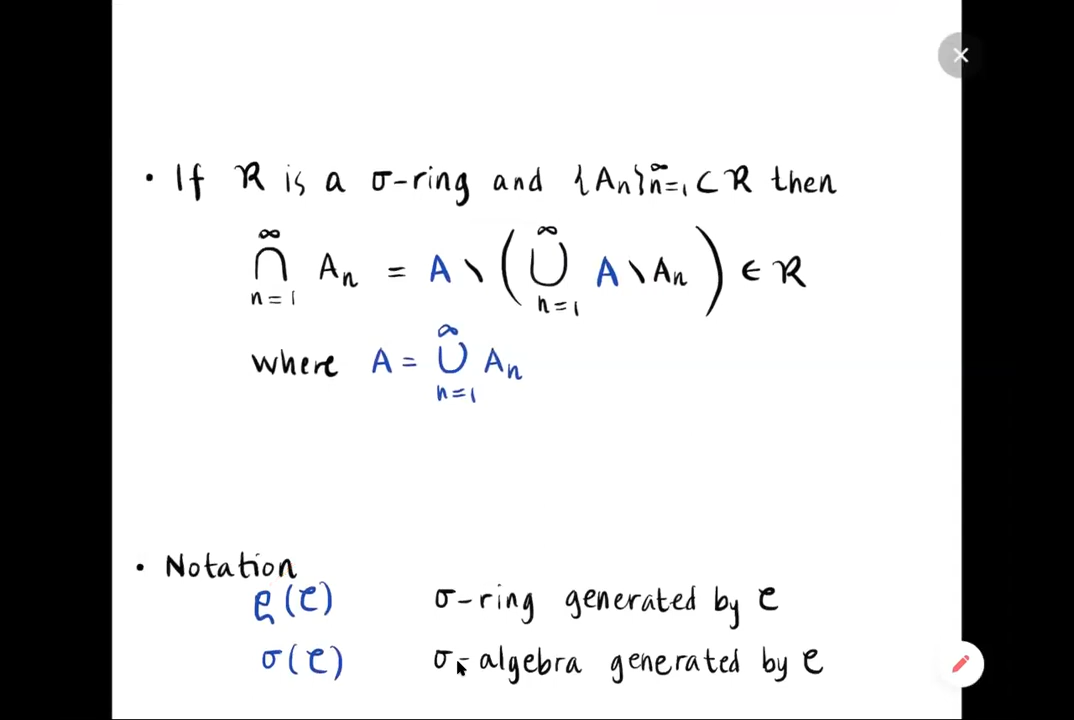 • If ℛ is a σ-ring and {Aₙ}ₙ₌₁^∞ ⊂ ℛ then
⋂ₙ₌₁^∞ Aₙ = A \ (⋃ₙ₌₁^∞ A \ Aₙ) ∈ ℛ
where A = ⋃ₙ₌₁^∞ Aₙ
• Notation
ϱ(𝒞) σ-ring generated by 𝒞
σ(𝒞) σ-algebra generated by 𝒞